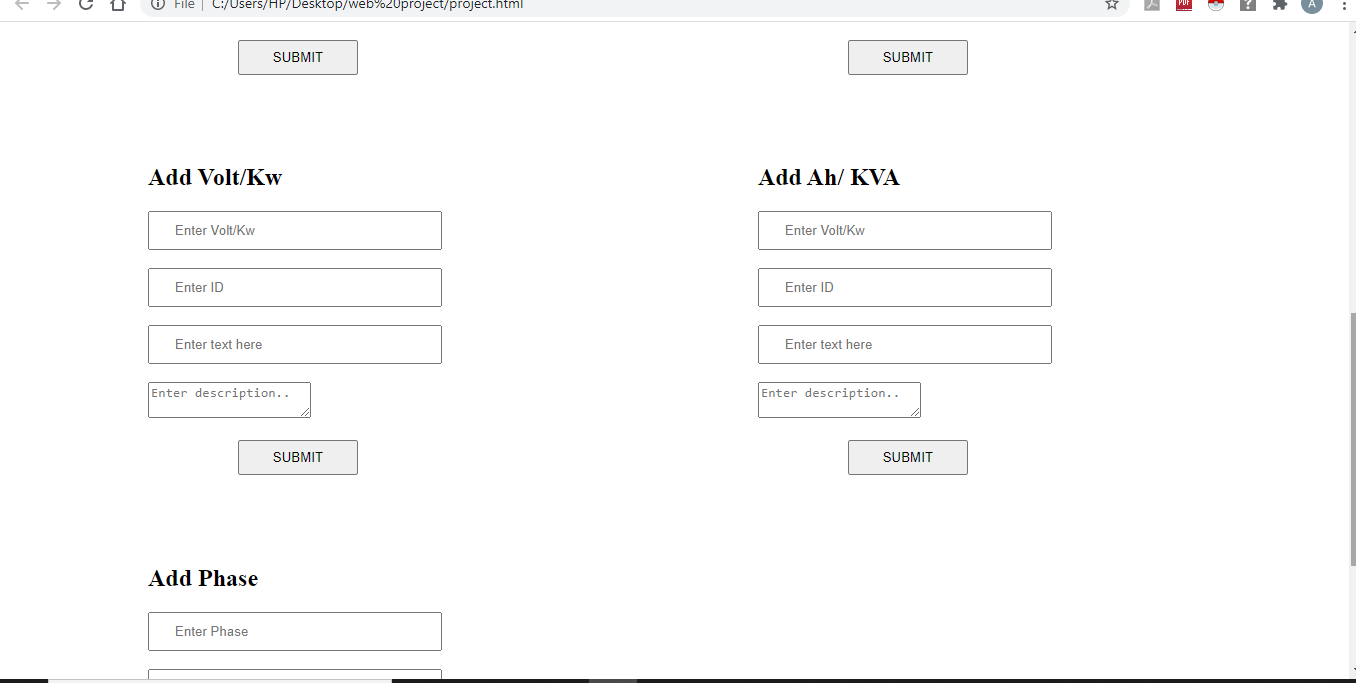 File | C:/Users/HP/Desktop/web%20project/project.html
PDF
?
A
SUBMIT SUBMIT
Add Volt/Kw
Enter Volt/Kw
Enter ID
Enter text here
Enter description..
SUBMIT
Add Ah/ KVA
Enter Volt/Kw
Enter ID
Enter text here
Enter description..
SUBMIT
Add Phase
Enter Phase